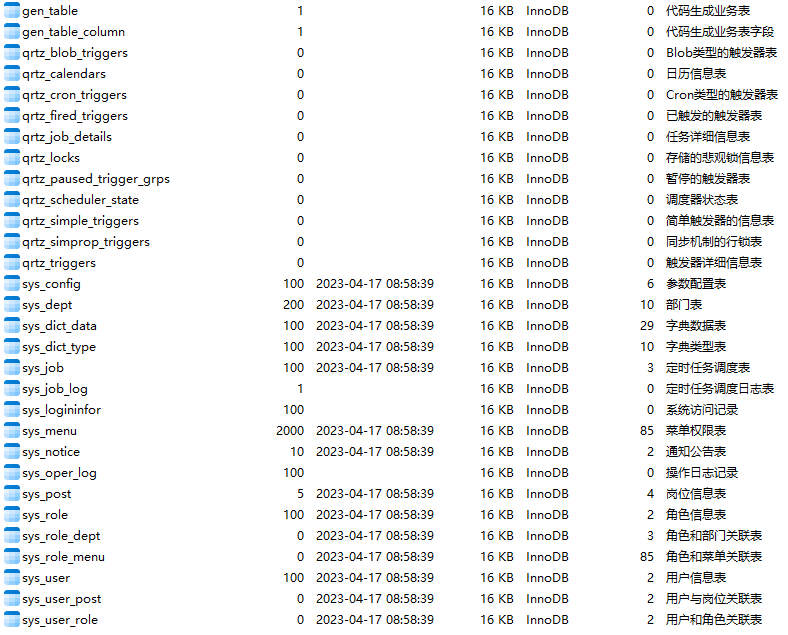 gen_table 1 16 KB InnoDB 0 代码生成业务表
gen_table_column 1 16 KB InnoDB 0 代码生成业务表字段
qrtz_blob_triggers 0 16 KB InnoDB 0 Blob类型的触发器表
qrtz_calendars 0 16 KB InnoDB 0 日历信息表
qrtz_cron_triggers 0 16 KB InnoDB 0 Cron类型的触发器表
qrtz_fired_triggers 0 16 KB InnoDB 0 已触发的触发器表
qrtz_job_details 0 16 KB InnoDB 0 任务详细信息表
qrtz_locks 0 16 KB InnoDB 0 存储的悲观锁信息表
qrtz_paused_trigger_grps 0 16 KB InnoDB 0 暂停的触发器表
qrtz_scheduler_state 0 16 KB InnoDB 0 调度器状态表
qrtz_simple_triggers 0 16 KB InnoDB 0 简单触发器的信息表
qrtz_simprop_triggers 0 16 KB InnoDB 0 同步机制的行锁表
qrtz_triggers 0 16 KB InnoDB 0 触发器详细信息表
sys_config 100 2023-04-17 08:58:39 16 KB InnoDB 6 参数配置表
sys_dept 200 2023-04-17 08:58:39 16 KB InnoDB 10 部门表
sys_dict_data 100 2023-04-17 08:58:39 16 KB InnoDB 29 字典数据表
sys_dict_type 100 2023-04-17 08:58:39 16 KB InnoDB 10 字典类型表
sys_job 100 2023-04-17 08:58:39 16 KB InnoDB 3 定时任务调度表
sys_job_log 1 16 KB InnoDB 0 定时任务调度日志表
sys_logininfor 100 16 KB InnoDB 0 系统访问记录
sys_menu 2000 2023-04-17 08:58:39 16 KB InnoDB 85 菜单权限表
sys_notice 10 2023-04-17 08:58:39 16 KB InnoDB 2 通知公告表
sys_oper_log 100 16 KB InnoDB 0 操作日志记录
sys_post 5 2023-04-17 08:58:39 16 KB InnoDB 4 岗位信息表
sys_role 100 2023-04-17 08:58:39 16 KB InnoDB 2 角色信息表
sys_role_dept 0 2023-04-17 08:58:39 16 KB InnoDB 3 角色和部门关联表
sys_role_menu 0 2023-04-17 08:58:39 16 KB InnoDB 85 角色和菜单关联表
sys_user 100 2023-04-17 08:58:39 16 KB InnoDB 2 用户信息表
sys_user_post 0 2023-04-17 08:58:39 16 KB InnoDB 2 用户与岗位关联表
sys_user_role 0 2023-04-17 08:58:39 16 KB InnoDB 2 用户和角色关联表